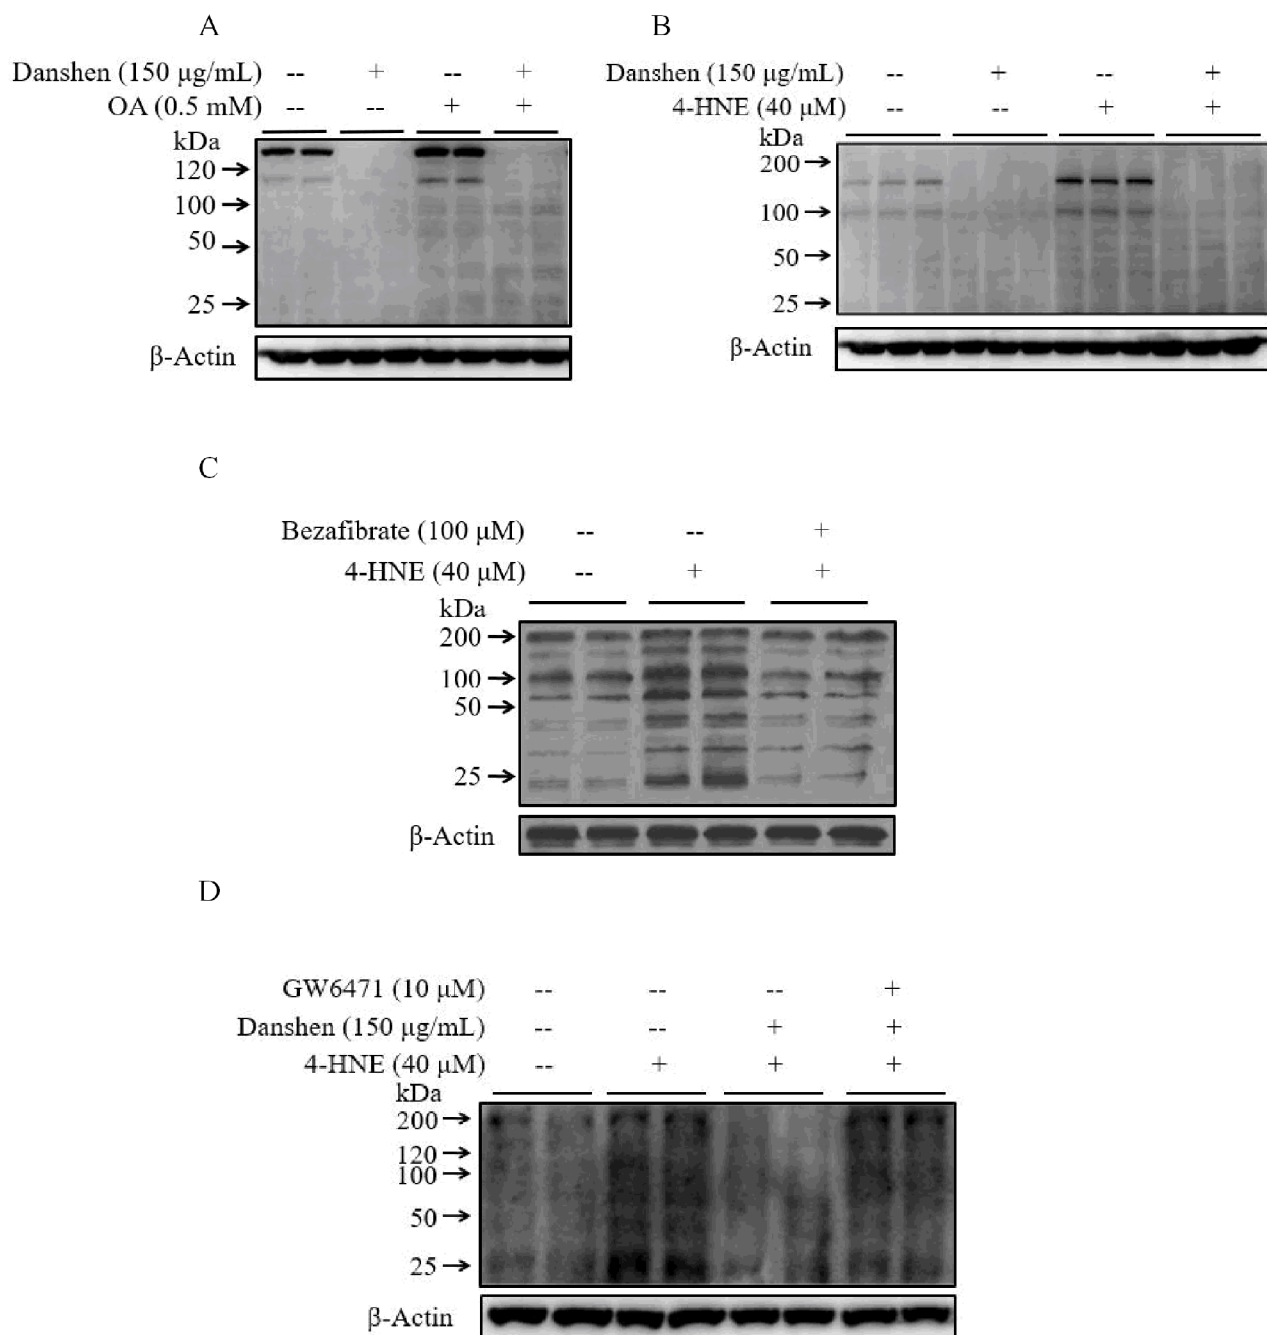 A
Danshen (150 μg/mL) -- + -- +
OA (0.5 mM) -- -- + +
kDa
120
100
50
25
β-Actin
B
Danshen (150 μg/mL) -- + -- +
4-HNE (40 μM) -- -- + +
kDa
200
100
50
25
β-Actin
C
Bezafibrate (100 μM) -- -- +
4-HNE (40 μM) -- + +
kDa
200
100
50
25
β-Actin
D
GW6471 (10 μM) -- -- -- +
Danshen (150 μg/mL) -- -- + +
4-HNE (40 μM) -- + + +
kDa
200
120
100
50
25
β-Actin